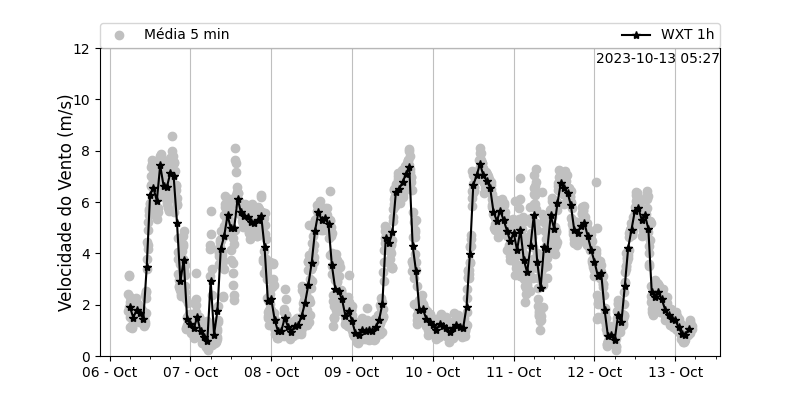 Média 5 min
WXT 1h
2023-10-13 05:27
Velocidade do Vento (m/s)
12
10
8
6
4
2
0
06 - Oct
07 - Oct
08 - Oct
09 - Oct
10 - Oct
11 - Oct
12 - Oct
13 - Oct